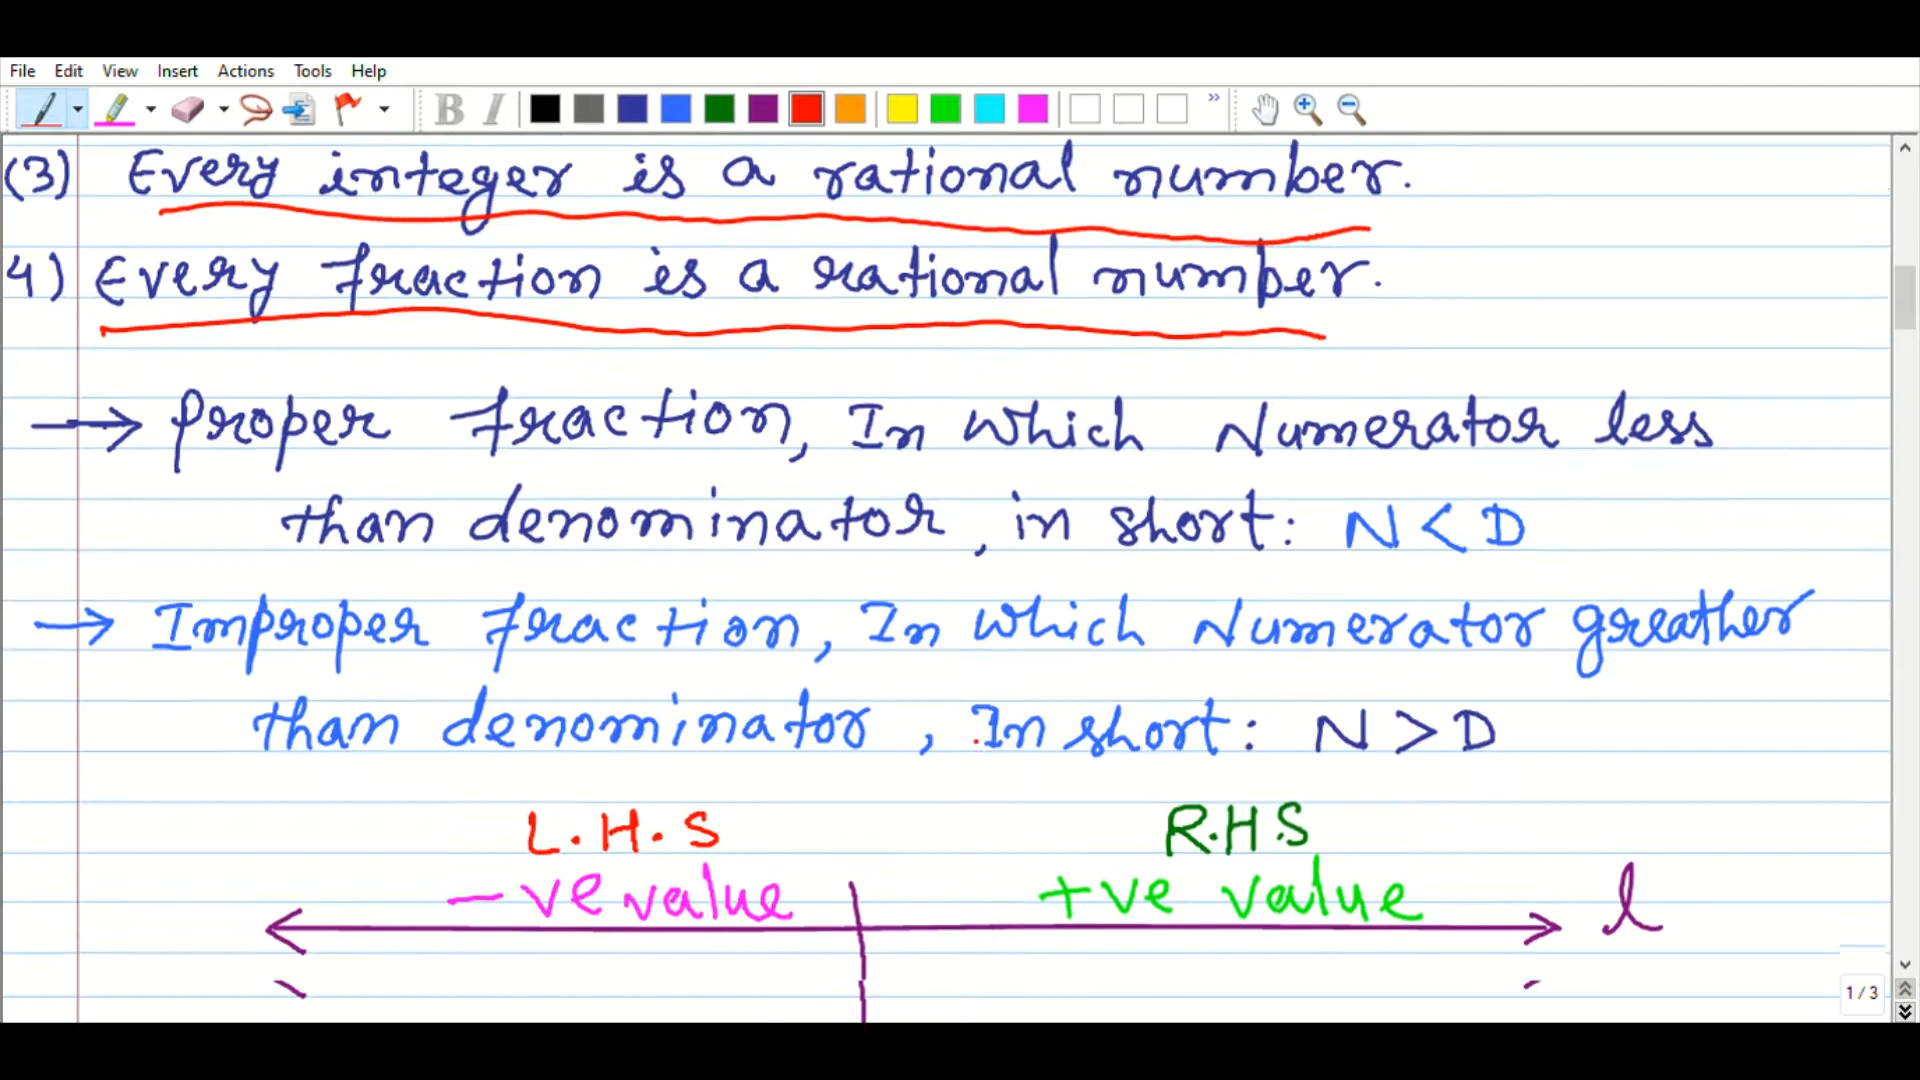 File Edit View Insert Actions Tools Help
B I
(3) Every integer is a rational number.
4) Every fraction is a rational number.
→ Proper fraction, In which Numerator less
than denominator, in short: N < D
→ Improper fraction, In which Numerator greather
than denominator, In short: N > D
L.H.S R.H.S
-ve value +ve value l
1 / 3